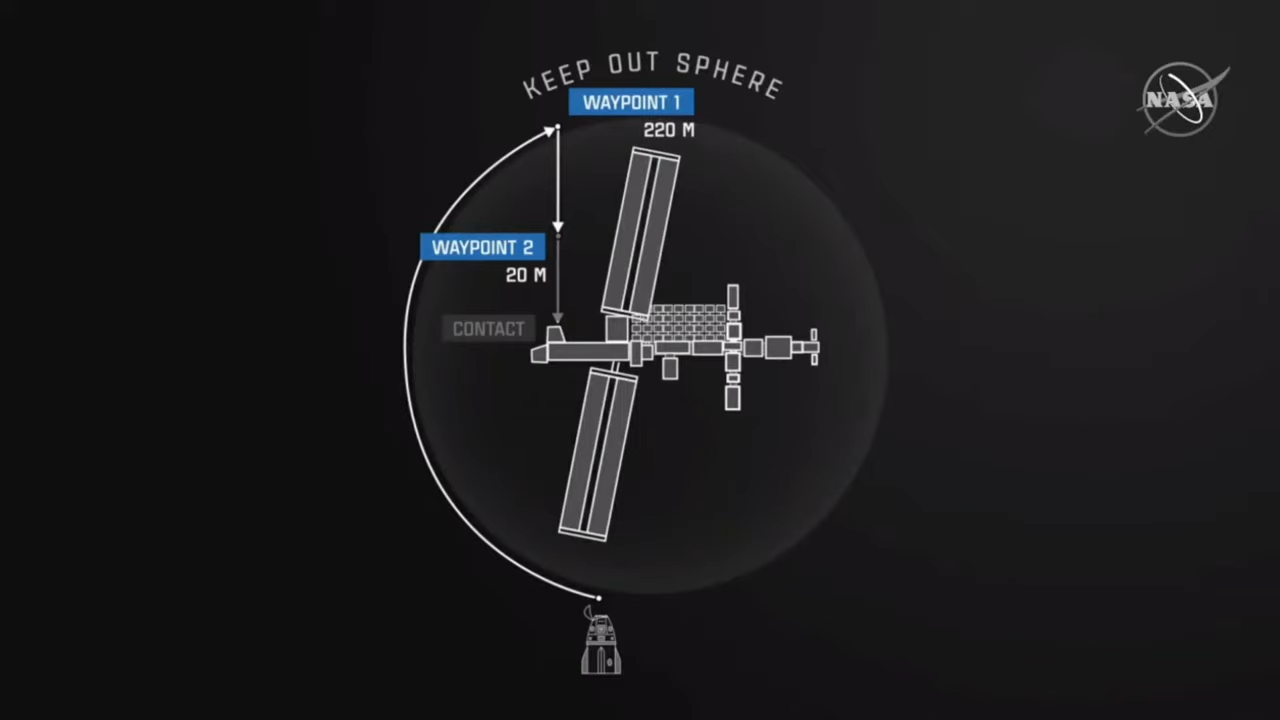 KEEP OUT SPHERE
WAYPOINT 1
220 M
NASA
WAYPOINT 2
20 M
CONTACT